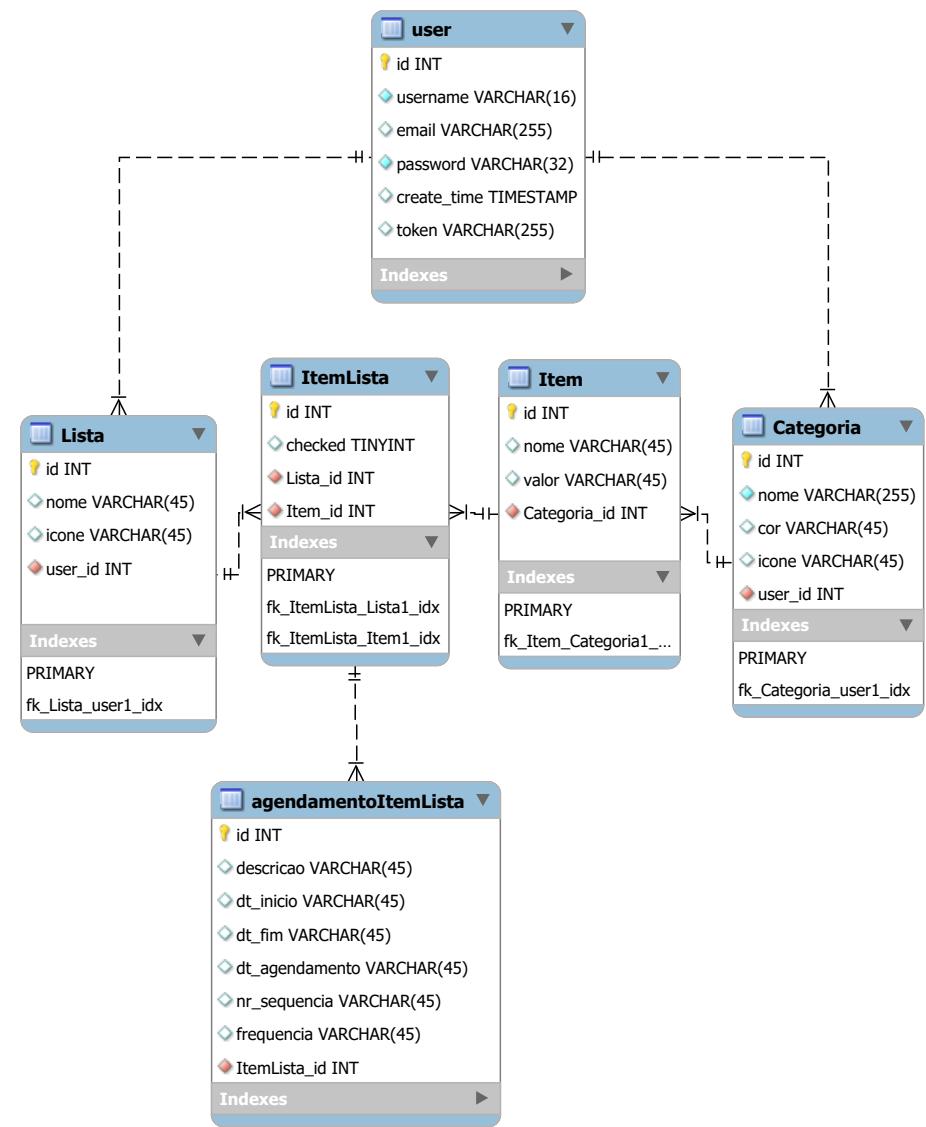 user
id INT
username VARCHAR(16)
email VARCHAR(255)
password VARCHAR(32)
create_time TIMESTAMP
token VARCHAR(255)
Indexes
Lista
id INT
nome VARCHAR(45)
icone VARCHAR(45)
user_id INT
Indexes
PRIMARY
fk_Lista_user1_idx
ItemLista
id INT
checked TINYINT
Lista_id INT
Item_id INT
Indexes
PRIMARY
fk_ItemLista_Lista1_idx
fk_ItemLista_Item1_idx
Item
id INT
nome VARCHAR(45)
valor VARCHAR(45)
Categoria_id INT
Indexes
PRIMARY
fk_Item_Categoria1_...
Categoria
id INT
nome VARCHAR(255)
cor VARCHAR(45)
icone VARCHAR(45)
user_id INT
Indexes
PRIMARY
fk_Categoria_user1_idx
agendamentoItemLista
id INT
descricao VARCHAR(45)
dt_inicio VARCHAR(45)
dt_fim VARCHAR(45)
dt_agendamento VARCHAR(45)
nr_sequencia VARCHAR(45)
frequencia VARCHAR(45)
ItemLista_id INT
Indexes